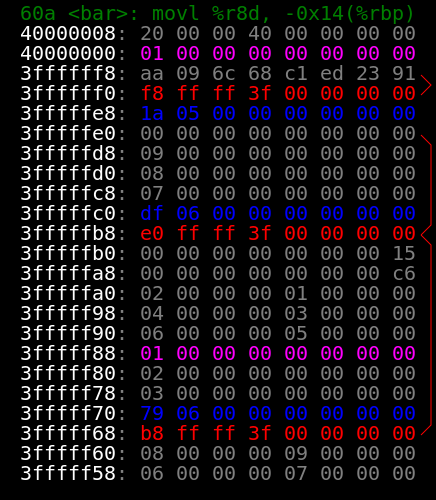 60a <bar>: movl %r8d, -0x14(%rbp)
40000008: 20 00 00 40 00 00 00 00
40000000: 01 00 00 00 00 00 00 00
3ffffff8: aa 09 6c 68 c1 ed 23 91
3ffffff0: f8 ff ff 3f 00 00 00 00
3fffffe8: 1a 05 00 00 00 00 00 00
3fffffe0: 00 00 00 00 00 00 00 00
3fffffd8: 09 00 00 00 00 00 00 00
3fffffd0: 08 00 00 00 00 00 00 00
3fffffc8: 07 00 00 00 00 00 00 00
3fffffc0: df 06 00 00 00 00 00 00
3fffffb8: e0 ff ff 3f 00 00 00 00
3fffffb0: 00 00 00 00 00 00 00 15
3fffffa8: 00 00 00 00 00 00 00 c6
3fffffa0: 02 00 00 00 01 00 00 00
3fffff98: 04 00 00 00 03 00 00 00
3fffff90: 06 00 00 00 05 00 00 00
3fffff88: 01 00 00 00 00 00 00 00
3fffff80: 02 00 00 00 00 00 00 00
3fffff78: 03 00 00 00 00 00 00 00
3fffff70: 79 06 00 00 00 00 00 00
3fffff68: b8 ff ff 3f 00 00 00 00
3fffff60: 08 00 00 00 09 00 00 00
3fffff58: 06 00 00 00 07 00 00 00